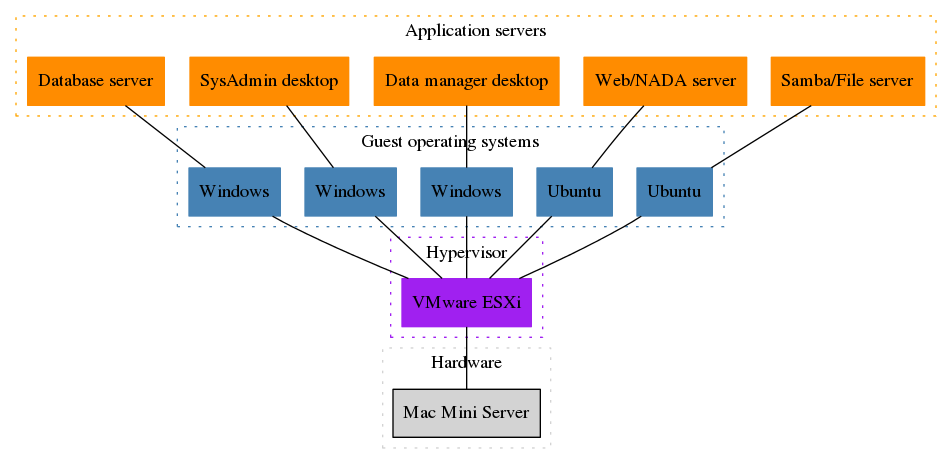 Application servers
Database server
SysAdmin desktop
Data manager desktop
Web/NADA server
Samba/File server
Guest operating systems
Windows
Windows
Windows
Ubuntu
Ubuntu
Hypervisor
VMware ESXi
Hardware
Mac Mini Server